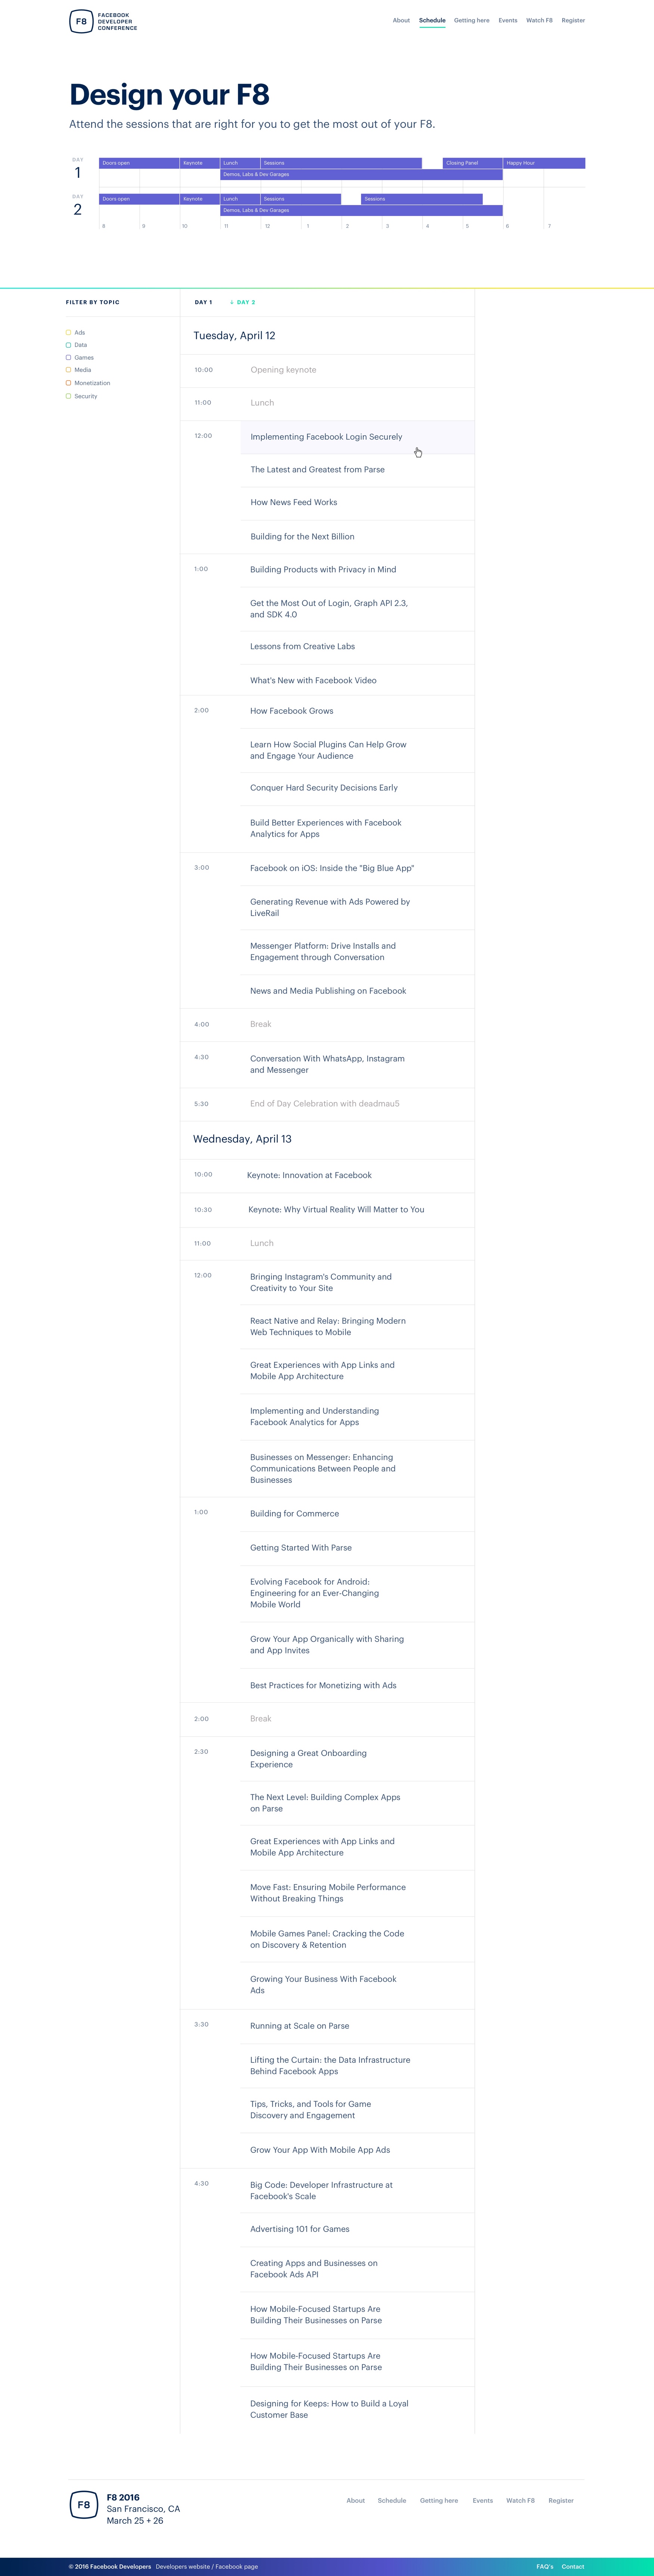 F8
FACEBOOK
DEVELOPER
CONFERENCE
About Schedule Getting here Events Watch F8 Register
Design your F8
Attend the sessions that are right for you to get the most out of your F8.
DAY
1
Doors open Keynote Lunch Sessions Closing Panel Happy Hour
Demos, Labs & Dev Garages
DAY
2
Doors open Keynote Lunch Sessions Sessions
Demos, Labs & Dev Garages
8 9 10 11 12 1 2 3 4 5 6 7
FILTER BY TOPIC
Ads
Data
Games
Media
Monetization
Security
DAY 1 ↓ DAY 2
Tuesday, April 12
10:00 Opening keynote
11:00 Lunch
12:00 Implementing Facebook Login Securely
The Latest and Greatest from Parse
How News Feed Works
Building for the Next Billion
1:00 Building Products with Privacy in Mind
Get the Most Out of Login, Graph API 2.3,
and SDK 4.0
Lessons from Creative Labs
What's New with Facebook Video
2:00 How Facebook Grows
Learn How Social Plugins Can Help Grow
and Engage Your Audience
Conquer Hard Security Decisions Early
Build Better Experiences with Facebook
Analytics for Apps
3:00 Facebook on iOS: Inside the "Big Blue App"
Generating Revenue with Ads Powered by
LiveRail
Messenger Platform: Drive Installs and
Engagement through Conversation
News and Media Publishing on Facebook
4:00 Break
4:30 Conversation With WhatsApp, Instagram
and Messenger
5:30 End of Day Celebration with deadmau5
Wednesday, April 13
10:00 Keynote: Innovation at Facebook
10:30 Keynote: Why Virtual Reality Will Matter to You
11:00 Lunch
12:00 Bringing Instagram's Community and
Creativity to Your Site
React Native and Relay: Bringing Modern
Web Techniques to Mobile
Great Experiences with App Links and
Mobile App Architecture
Implementing and Understanding
Facebook Analytics for Apps
Businesses on Messenger: Enhancing
Communications Between People and
Businesses
1:00 Building for Commerce
Getting Started With Parse
Evolving Facebook for Android:
Engineering for an Ever-Changing
Mobile World
Grow Your App Organically with Sharing
and App Invites
Best Practices for Monetizing with Ads
2:00 Break
2:30 Designing a Great Onboarding
Experience
The Next Level: Building Complex Apps
on Parse
Great Experiences with App Links and
Mobile App Architecture
Move Fast: Ensuring Mobile Performance
Without Breaking Things
Mobile Games Panel: Cracking the Code
on Discovery & Retention
Growing Your Business With Facebook
Ads
3:30 Running at Scale on Parse
Lifting the Curtain: the Data Infrastructure
Behind Facebook Apps
Tips, Tricks, and Tools for Game
Discovery and Engagement
Grow Your App With Mobile App Ads
4:30 Big Code: Developer Infrastructure at
Facebook's Scale
Advertising 101 for Games
Creating Apps and Businesses on
Facebook Ads API
How Mobile-Focused Startups Are
Building Their Businesses on Parse
How Mobile-Focused Startups Are
Building Their Businesses on Parse
Designing for Keeps: How to Build a Loyal
Customer Base
F8
F8 2016
San Francisco, CA
March 25 + 26
About Schedule Getting here Events Watch F8 Register
© 2016 Facebook Developers Developers website / Facebook page FAQ's Contact